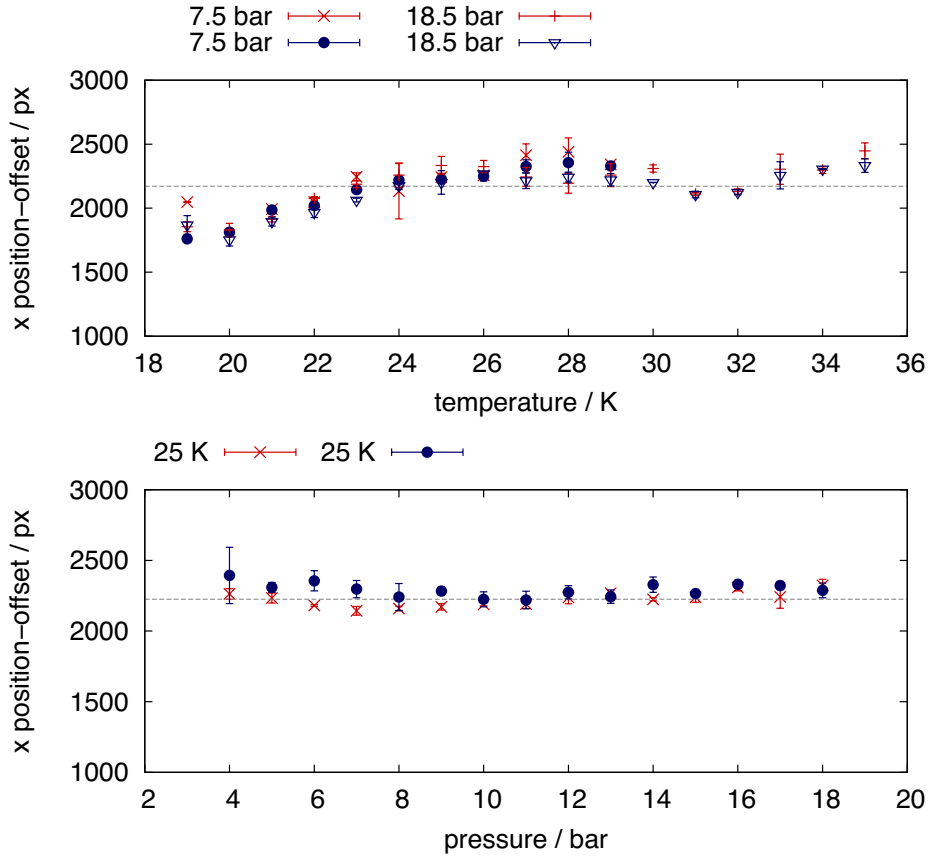 7.5 bar 18.5 bar
7.5 bar 18.5 bar
3000
2500
2000
1500
1000
x position−offset / px
18 20 22 24 26 28 30 32 34 36
temperature / K
25 K 25 K
3000
2500
2000
1500
1000
x position−offset / px
2 4 6 8 10 12 14 16 18 20
pressure / bar